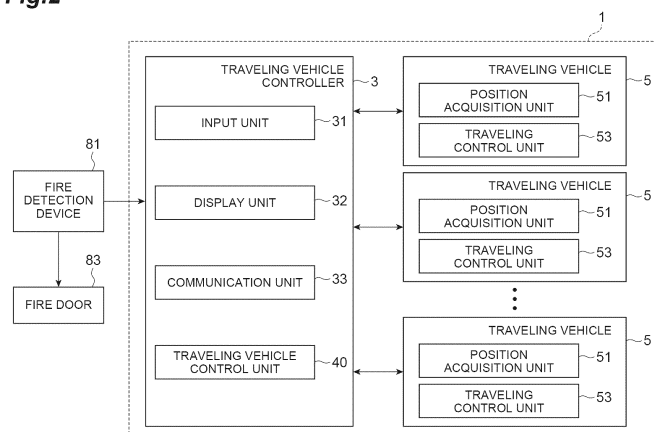 Fig.2
1
TRAVELING VEHICLE
CONTROLLER
3
INPUT UNIT
31
DISPLAY UNIT
32
COMMUNICATION UNIT
33
TRAVELING VEHICLE
CONTROL UNIT
40
81
FIRE
DETECTION
DEVICE
83
FIRE DOOR
TRAVELING VEHICLE
5
POSITION
ACQUISITION UNIT
51
TRAVELING
CONTROL UNIT
53
TRAVELING VEHICLE
5
POSITION
ACQUISITION UNIT
51
TRAVELING
CONTROL UNIT
53
TRAVELING VEHICLE
5
POSITION
ACQUISITION UNIT
51
TRAVELING
CONTROL UNIT
53